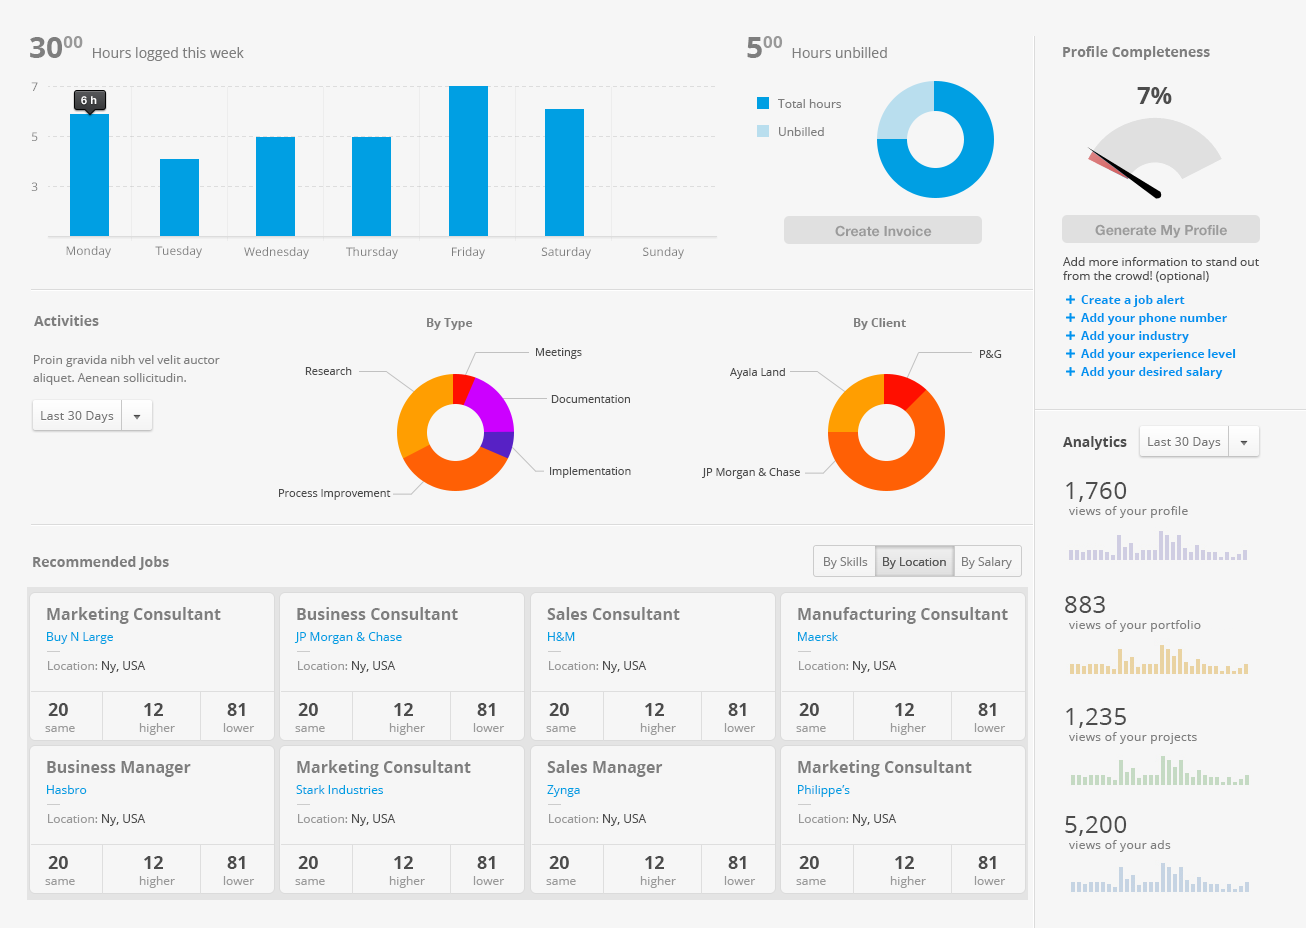 30⁰⁰ Hours logged this week
7
6 h
5
3
Monday Tuesday Wednesday Thursday Friday Saturday Sunday
5⁰⁰ Hours unbilled
Total hours
Unbilled
Create Invoice
Profile Completeness
7%
Generate My Profile
Add more information to stand out
from the crowd! (optional)
+ Create a job alert
+ Add your phone number
+ Add your industry
+ Add your experience level
+ Add your desired salary
Activities
Proin gravida nibh vel velit auctor
aliquet. Aenean sollicitudin.
Last 30 Days
By Type
Meetings
Research
Documentation
Implementation
Process Improvement
By Client
P&G
Ayala Land
JP Morgan & Chase
Analytics Last 30 Days
1,760
views of your profile
883
views of your portfolio
1,235
views of your projects
5,200
views of your ads
Recommended Jobs
By Skills By Location By Salary
Marketing Consultant
Buy N Large
Location: Ny, USA
20 12 81
same higher lower
Business Consultant
JP Morgan & Chase
Location: Ny, USA
20 12 81
same higher lower
Sales Consultant
H&M
Location: Ny, USA
20 12 81
same higher lower
Manufacturing Consultant
Maersk
Location: Ny, USA
20 12 81
same higher lower
Business Manager
Hasbro
Location: Ny, USA
20 12 81
same higher lower
Marketing Consultant
Stark Industries
Location: Ny, USA
20 12 81
same higher lower
Sales Manager
Zynga
Location: Ny, USA
20 12 81
same higher lower
Marketing Consultant
Philippe's
Location: Ny, USA
20 12 81
same higher lower